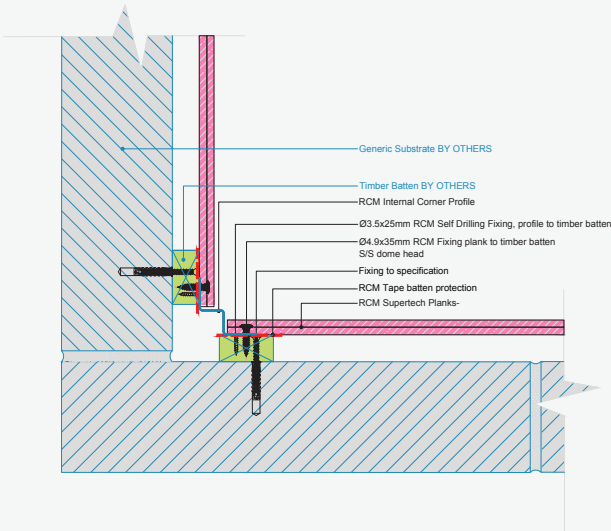 Generic Substrate BY OTHERS
Timber Batten BY OTHERS
RCM Internal Corner Profile
Ø3.5x25mm RCM Self Drilling Fixing, profile to timber batten
Ø4.9x35mm RCM Fixing plank to timber batten
S/S dome head
Fixing to specification
RCM Tape batten protection
RCM Supertech Planks-